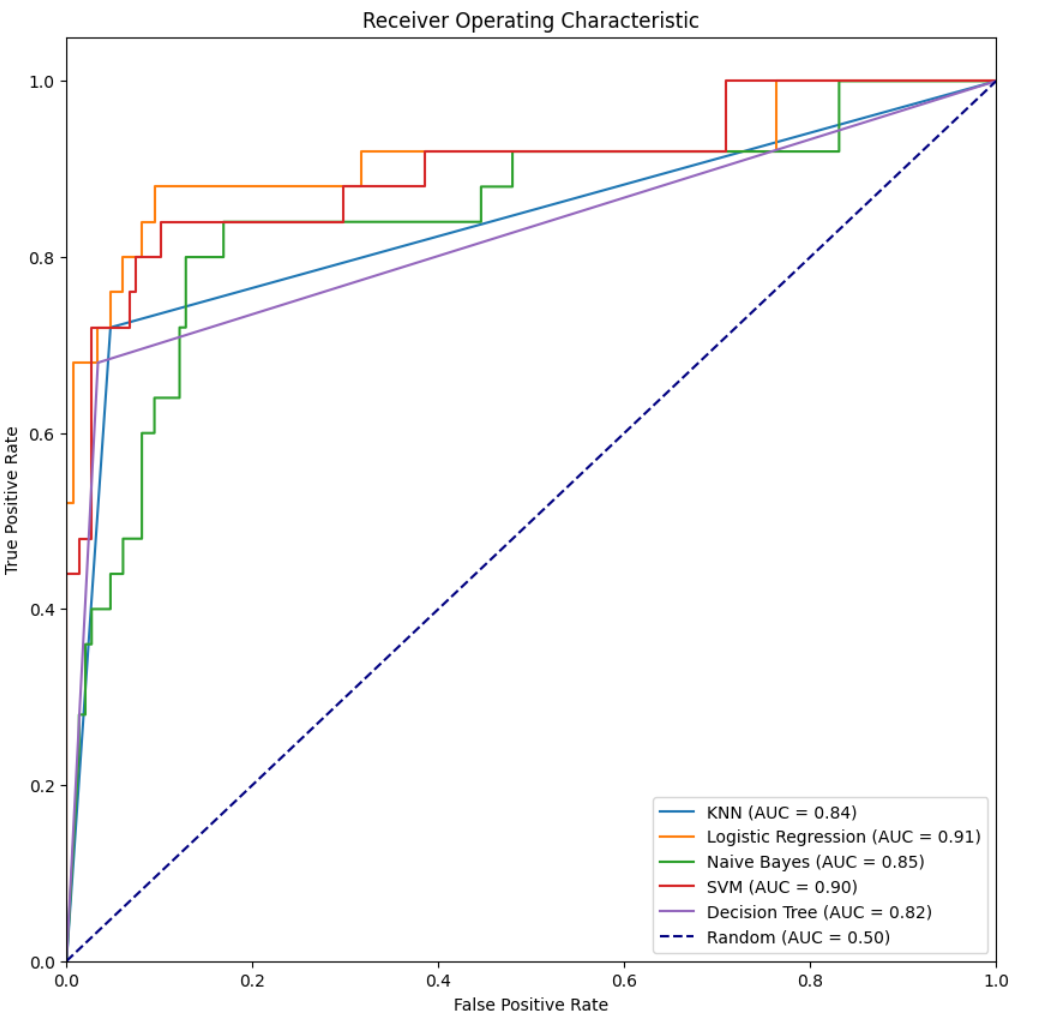 Receiver Operating Characteristic
1.0
0.8
0.6
0.4
0.2
0.0
True Positive Rate
KNN (AUC = 0.84)
Logistic Regression (AUC = 0.91)
Naive Bayes (AUC = 0.85)
SVM (AUC = 0.90)
Decision Tree (AUC = 0.82)
Random (AUC = 0.50)
0.0 0.2 0.4 0.6 0.8 1.0
False Positive Rate